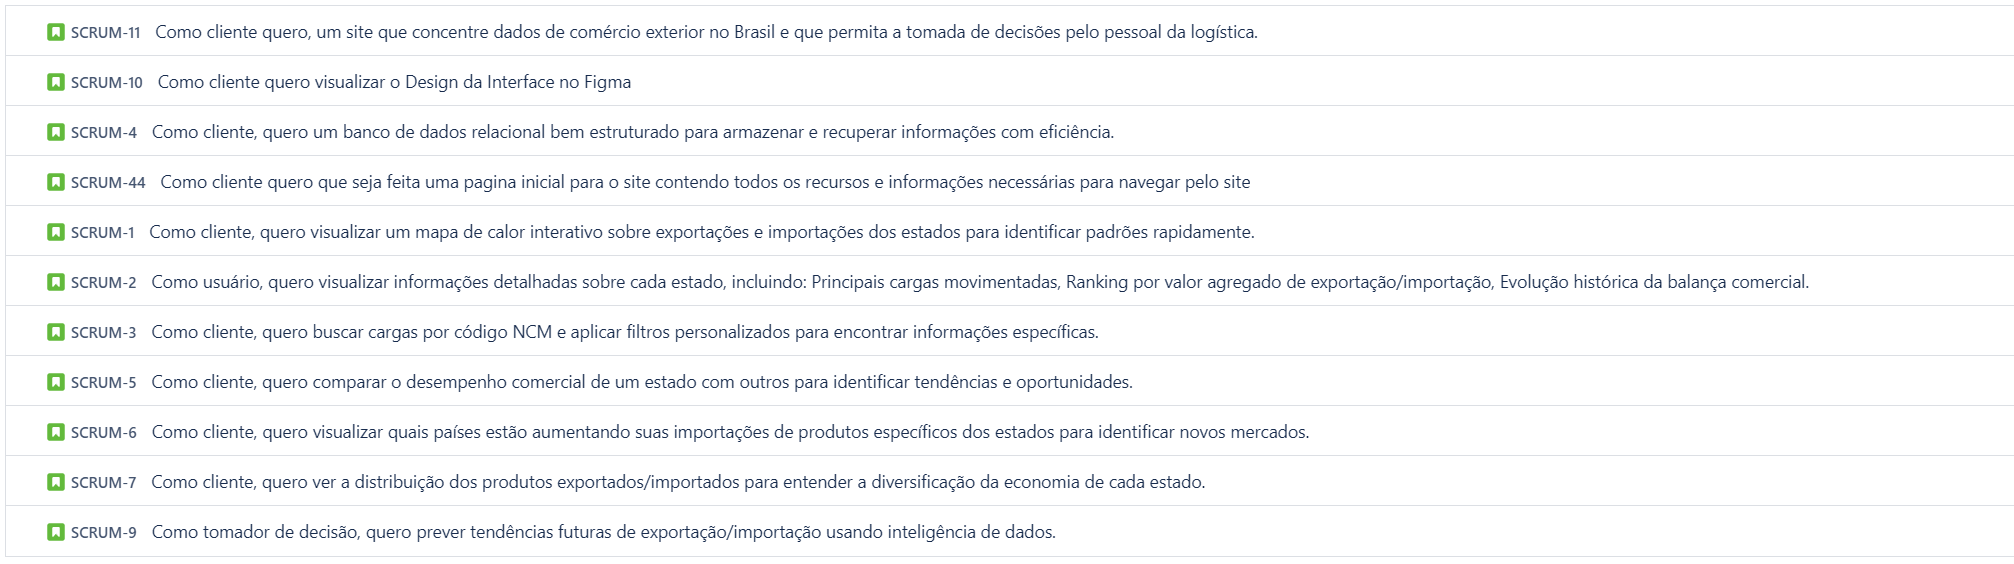 SCRUM-11 Como cliente quero, um site que concentre dados de comércio exterior no Brasil e que permita a tomada de decisões pelo pessoal da logística.
SCRUM-10 Como cliente quero visualizar o Design da Interface no Figma
SCRUM-4 Como cliente, quero um banco de dados relacional bem estruturado para armazenar e recuperar informações com eficiência.
SCRUM-44 Como cliente quero que seja feita uma pagina inicial para o site contendo todos os recursos e informações necessárias para navegar pelo site
SCRUM-1 Como cliente, quero visualizar um mapa de calor interativo sobre exportações e importações dos estados para identificar padrões rapidamente.
SCRUM-2 Como usuário, quero visualizar informações detalhadas sobre cada estado, incluindo: Principais cargas movimentadas, Ranking por valor agregado de exportação/importação, Evolução histórica da balança comercial.
SCRUM-3 Como cliente, quero buscar cargas por código NCM e aplicar filtros personalizados para encontrar informações específicas.
SCRUM-5 Como cliente, quero comparar o desempenho comercial de um estado com outros para identificar tendências e oportunidades.
SCRUM-6 Como cliente, quero visualizar quais países estão aumentando suas importações de produtos específicos dos estados para identificar novos mercados.
SCRUM-7 Como cliente, quero ver a distribuição dos produtos exportados/importados para entender a diversificação da economia de cada estado.
SCRUM-9 Como tomador de decisão, quero prever tendências futuras de exportação/importação usando inteligência de dados.